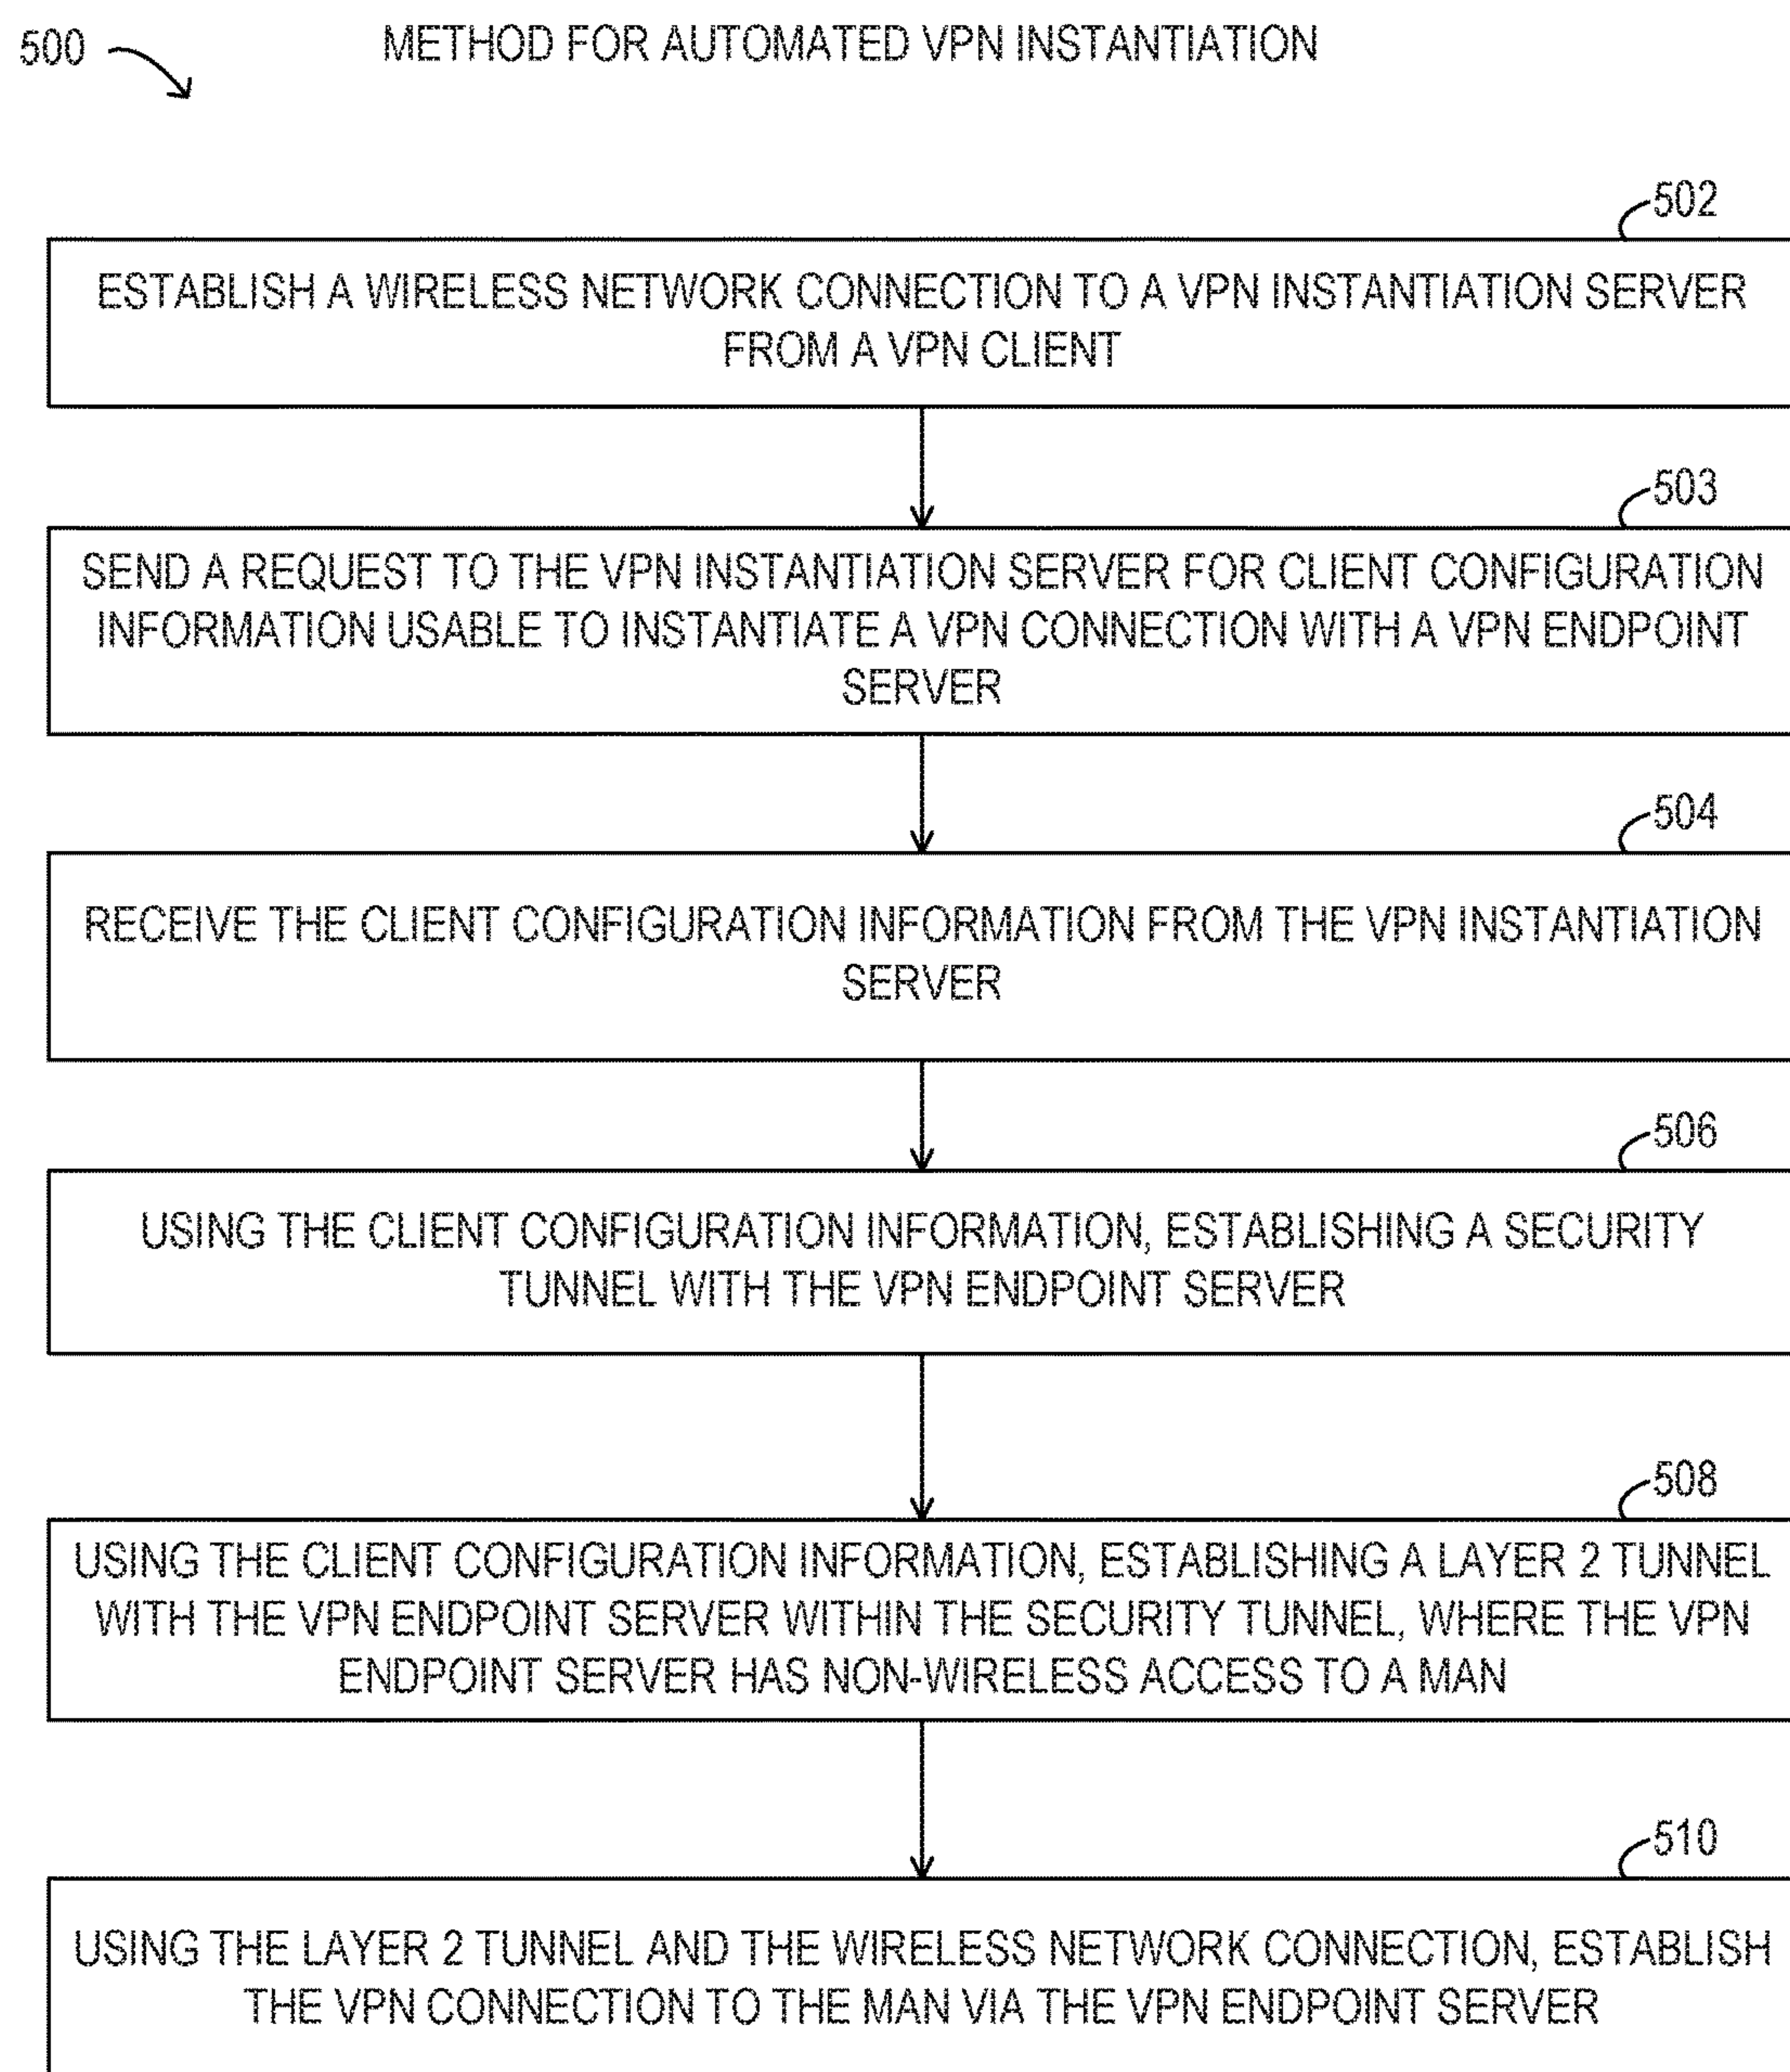 500
METHOD FOR AUTOMATED VPN INSTANTIATION
502
ESTABLISH A WIRELESS NETWORK CONNECTION TO A VPN INSTANTIATION SERVER
FROM A VPN CLIENT
503
SEND A REQUEST TO THE VPN INSTANTIATION SERVER FOR CLIENT CONFIGURATION
INFORMATION USABLE TO INSTANTIATE A VPN CONNECTION WITH A VPN ENDPOINT
SERVER
504
RECEIVE THE CLIENT CONFIGURATION INFORMATION FROM THE VPN INSTANTIATION
SERVER
506
USING THE CLIENT CONFIGURATION INFORMATION, ESTABLISHING A SECURITY
TUNNEL WITH THE VPN ENDPOINT SERVER
508
USING THE CLIENT CONFIGURATION INFORMATION, ESTABLISHING A LAYER 2 TUNNEL
WITH THE VPN ENDPOINT SERVER WITHIN THE SECURITY TUNNEL, WHERE THE VPN
ENDPOINT SERVER HAS NON-WIRELESS ACCESS TO A MAN
510
USING THE LAYER 2 TUNNEL AND THE WIRELESS NETWORK CONNECTION, ESTABLISH
THE VPN CONNECTION TO THE MAN VIA THE VPN ENDPOINT SERVER